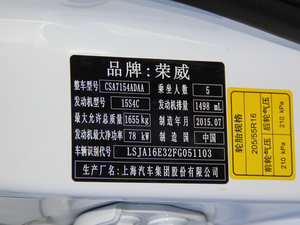 品牌:荣威
整车型号 CSA7154ADAA 乘坐人数 5
发动机型号 15S4C 发动机排量 1498 mL
最大允许总质量 1655 kg 制造年月 2015.07
发动机最大净功率 78 kW 制造国 中国
车辆识别代号 LSJA16E32FG051103
生产厂名:上海汽车集团股份有限公司
轮胎规格 205/55R16
前轮气压 210 后轮气压 210